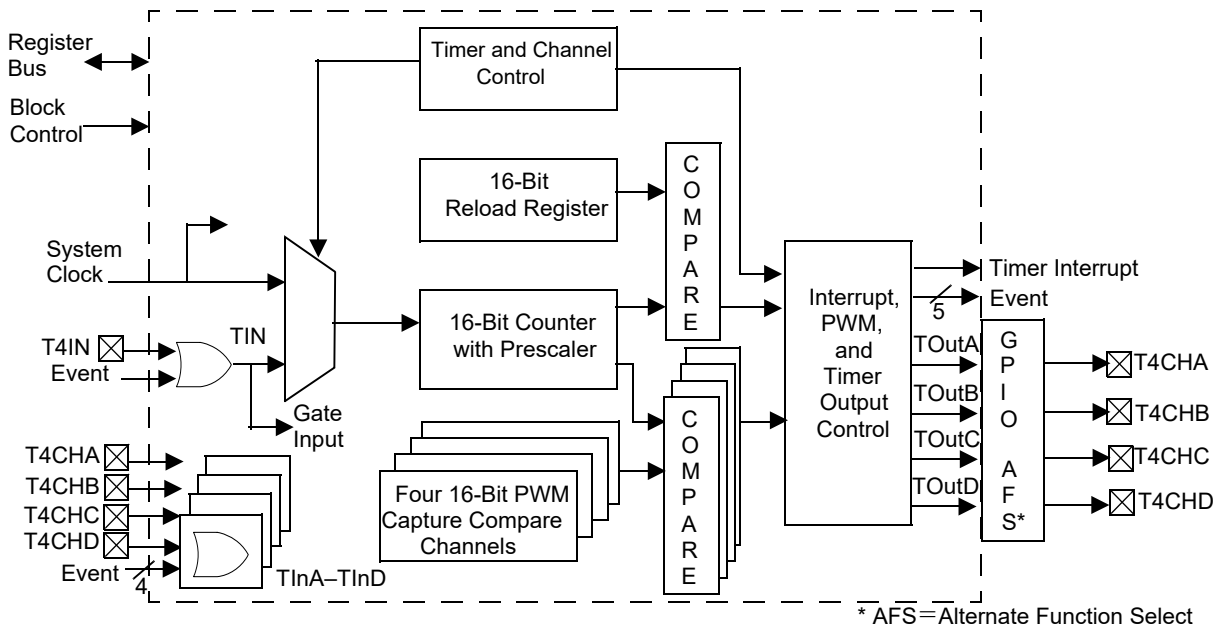 Register
Bus
Block
Control
Timer and Channel
Control
16-Bit
Reload Register
C
O
M
P
A
R
E
System
Clock
T4IN
Event
TIN
Gate
Input
16-Bit Counter
with Prescaler
Interrupt,
PWM,
and
Timer
Output
Control
Timer Interrupt
5
Event
TOutA
TOutB
TOutC
TOutD
G
P
I
O
A
F
S*
T4CHA
T4CHB
T4CHC
T4CHD
T4CHA
T4CHB
T4CHC
T4CHD
Event
4
TInA–TInD
Four 16-Bit PWM
Capture Compare
Channels
C
O
M
P
A
R
E
* AFS=Alternate Function Select